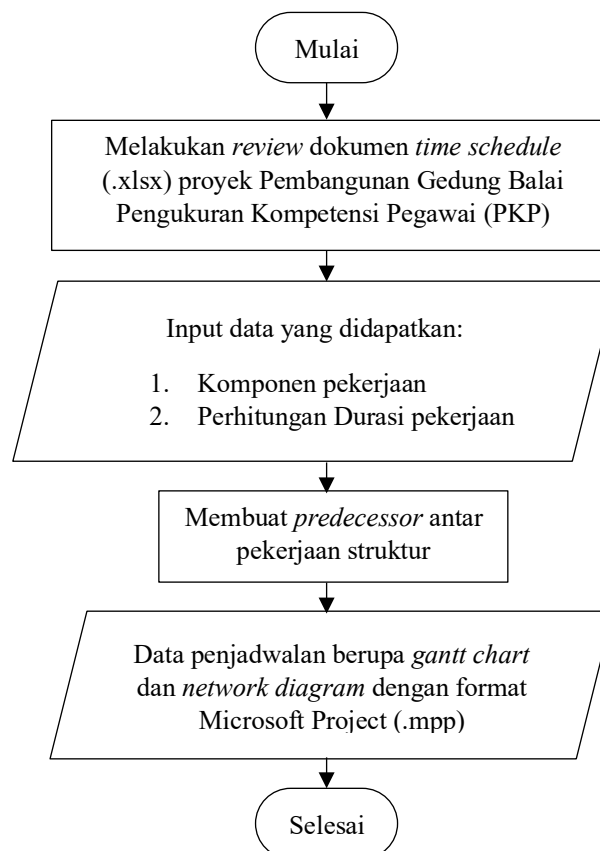 Mulai
Melakukan review dokumen time schedule
(.xlsx) proyek Pembangunan Gedung Balai
Pengukuran Kompetensi Pegawai (PKP)
Input data yang didapatkan:
1. Komponen pekerjaan
2. Perhitungan Durasi pekerjaan
Membuat predecessor antar
pekerjaan struktur
Data penjadwalan berupa gantt chart
dan network diagram dengan format
Microsoft Project (.mpp)
Selesai